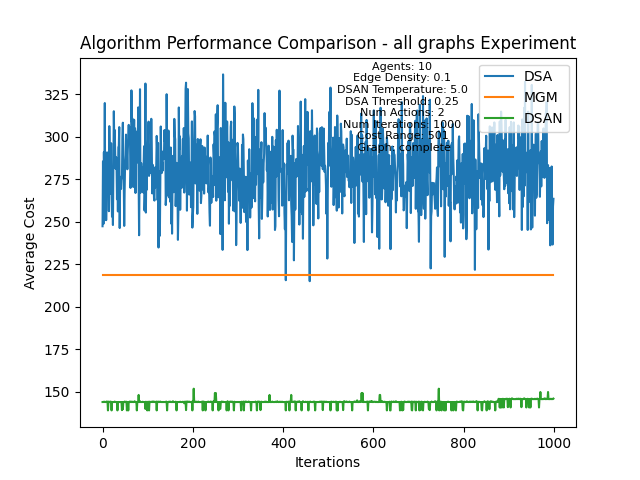 Algorithm Performance Comparison - all graphs Experiment
Agents: 10
Edge Density: 0.1
DSAN Temperature: 5.0
DSA Threshold: 0.25
Num Actions: 2
Num Iterations: 1000
Cost Range: 501
Graph: complete
DSA
MGM
DSAN
Average Cost
325
300
275
250
225
200
175
150
0
200
400
600
800
1000
Iterations